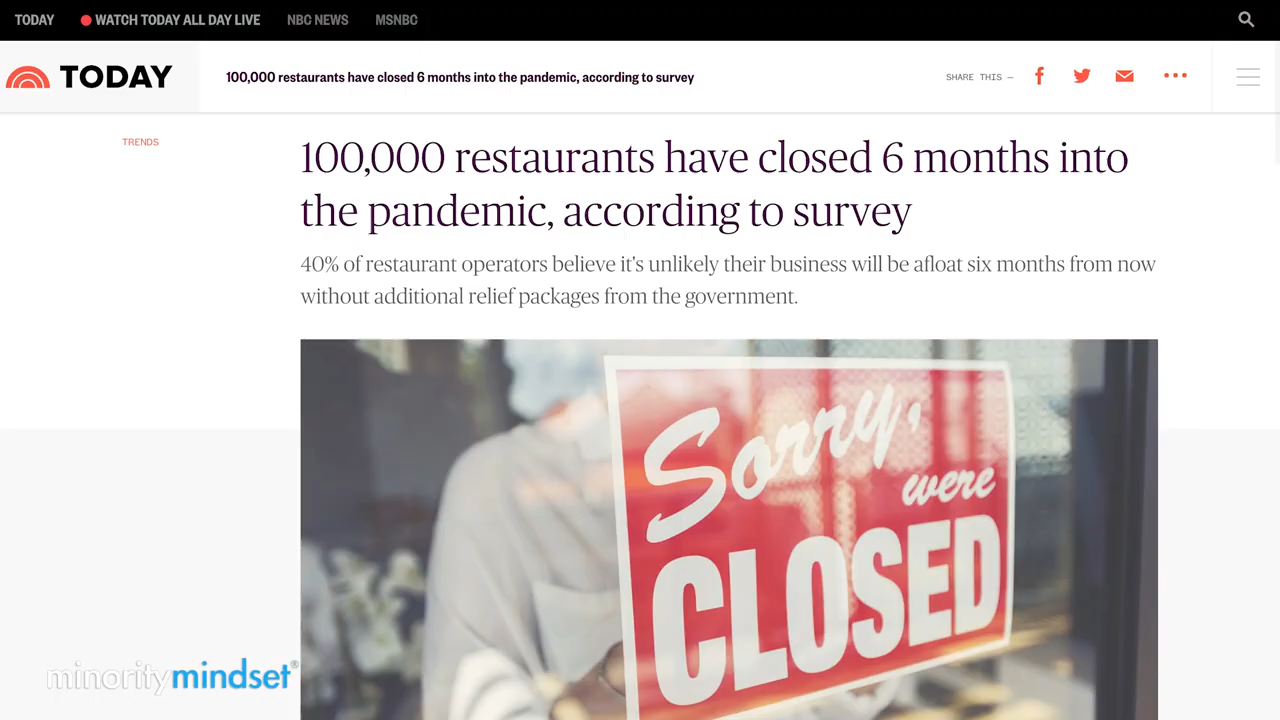 TODAY
WATCH TODAY ALL DAY LIVE
NBC NEWS
MSNBC
TODAY
100,000 restaurants have closed 6 months into the pandemic, according to survey
SHARE THIS —
TRENDS
100,000 restaurants have closed 6 months into
the pandemic, according to survey
40% of restaurant operators believe it's unlikely their business will be afloat six months from now
without additional relief packages from the government.
Sorry,
were
CLOSED
minoritymindset®